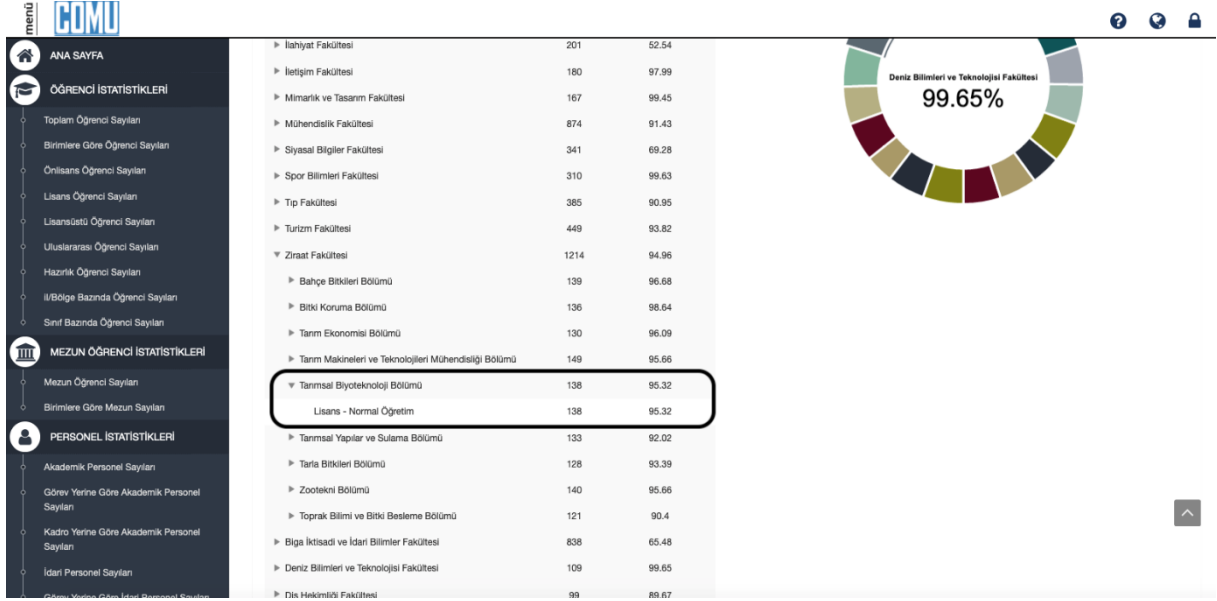 menü
ÇOMÜ
ANA SAYFA
ÖĞRENCİ İSTATİSTİKLERİ
Toplam Öğrenci Sayıları
Birimlere Göre Öğrenci Sayıları
Önlisans Öğrenci Sayıları
Lisans Öğrenci Sayıları
Lisansüstü Öğrenci Sayıları
Uluslararası Öğrenci Sayıları
Hazırlık Öğrenci Sayıları
il/Bölge Bazında Öğrenci Sayıları
Sınıf Bazında Öğrenci Sayıları
MEZUN ÖĞRENCİ İSTATİSTİKLERİ
Mezun Öğrenci Sayıları
Birimlere Göre Mezun Sayıları
PERSONEL İSTATİSTİKLERİ
Akademik Personel Sayıları
Görev Yerine Göre Akademik Personel
Sayıları
Kadro Yerine Göre Akademik Personel
Sayıları
İdari Personel Sayıları
Görev Yerine Göre İdari Personel Sayıları
İlahiyat Fakültesi 201 52.54
İletişim Fakültesi 180 97.99
Mimarlık ve Tasarım Fakültesi 167 99.45
Mühendislik Fakültesi 874 91.43
Siyasal Bilgiler Fakültesi 341 69.28
Spor Bilimleri Fakültesi 310 99.63
Tıp Fakültesi 385 90.95
Turizm Fakültesi 449 93.82
Ziraat Fakültesi 1214 94.96
Bahçe Bitkileri Bölümü 139 96.68
Bitki Koruma Bölümü 136 98.64
Tarım Ekonomisi Bölümü 130 96.09
Tarım Makineleri ve Teknolojileri Mühendisliği Bölümü 149 95.66
Tarımsal Biyoteknoloji Bölümü 138 95.32
Lisans - Normal Öğretim 138 95.32
Tarımsal Yapılar ve Sulama Bölümü 133 92.02
Tarla Bitkileri Bölümü 128 93.39
Zootekni Bölümü 140 95.66
Toprak Bilimi ve Bitki Besleme Bölümü 121 90.4
Biga İktisadi ve İdari Bilimler Fakültesi 838 65.48
Deniz Bilimleri ve Teknolojisi Fakültesi 109 99.65
Diş Hekimliği Fakültesi 99 89.67
Deniz Bilimleri ve Teknolojisi Fakültesi
99.65%